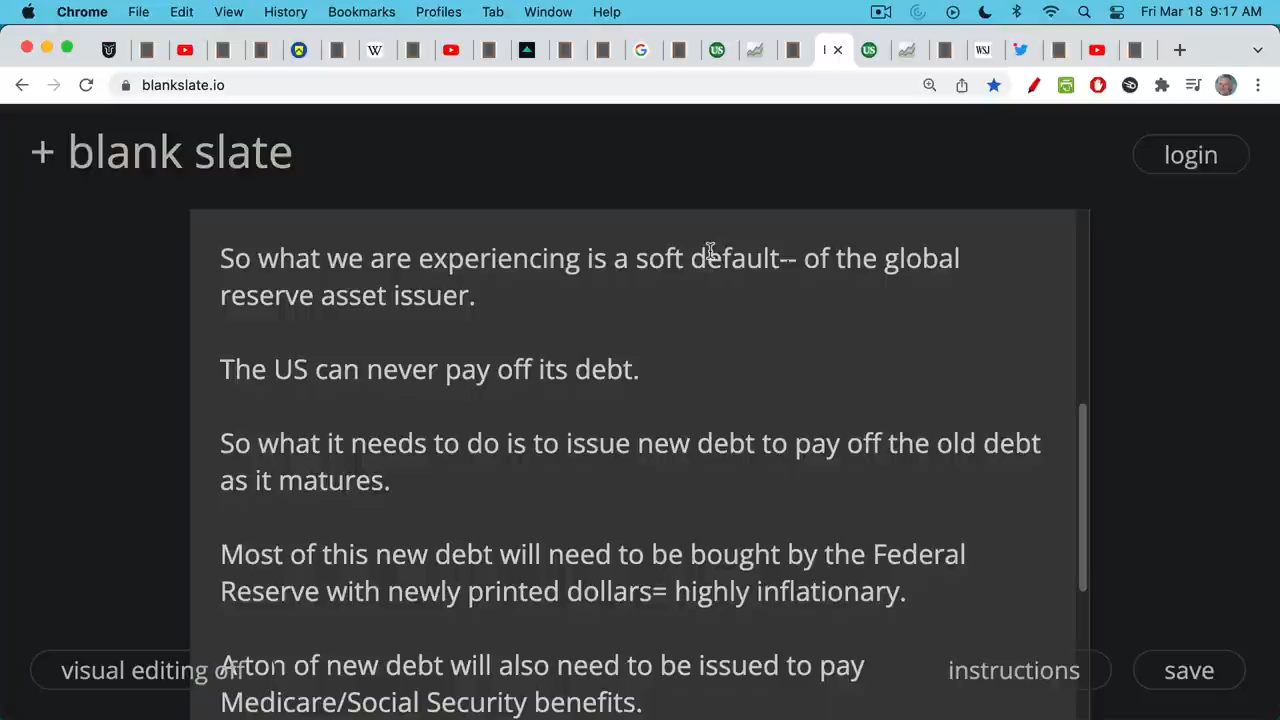 Chrome File Edit View History Bookmarks Profiles Tab Window Help Fri Mar 18 9:17 AM
W G US I US WSJ
blankslate.io
+ blank slate
login
So what we are experiencing is a soft default-- of the global
reserve asset issuer.
The US can never pay off its debt.
So what it needs to do is to issue new debt to pay off the old debt
as it matures.
Most of this new debt will need to be bought by the Federal
Reserve with newly printed dollars= highly inflationary.
A ton of new debt will also need to be issued to pay
Medicare/Social Security benefits.
visual editing off
instructions
save